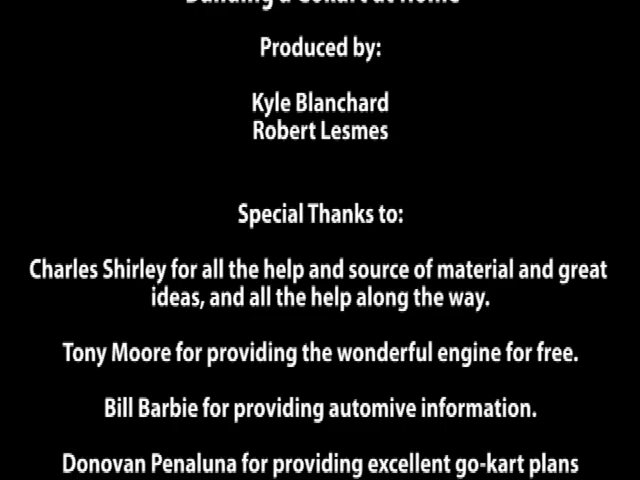 Building a Gokart at Home
Produced by:
Kyle Blanchard
Robert Lesmes
Special Thanks to:
Charles Shirley for all the help and source of material and great
ideas, and all the help along the way.
Tony Moore for providing the wonderful engine for free.
Bill Barbie for providing automive information.
Donovan Penaluna for providing excellent go-kart plans